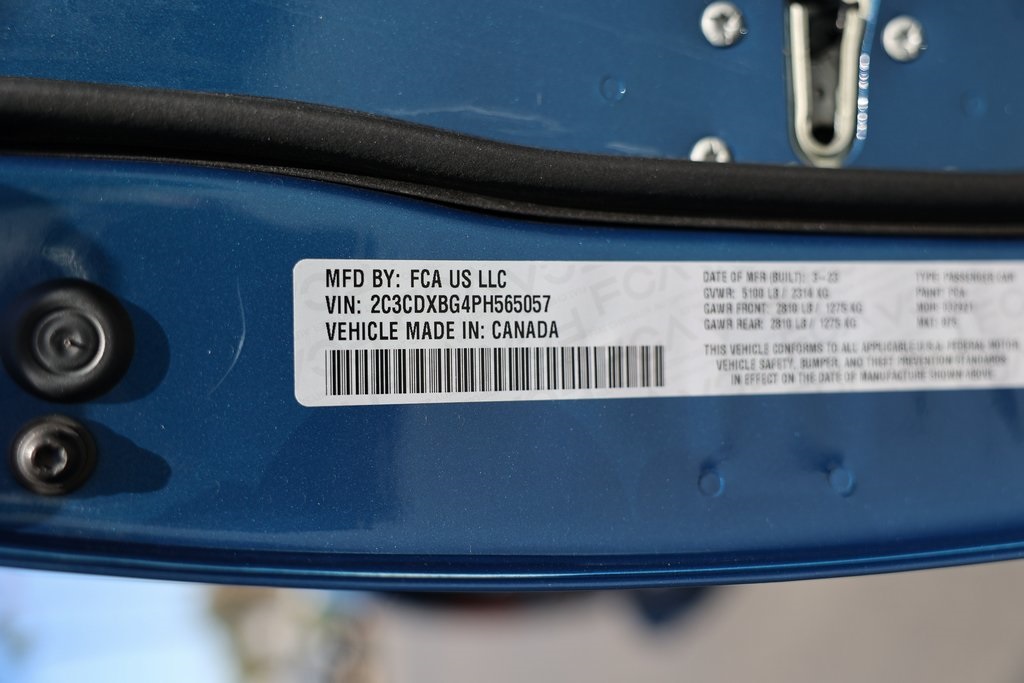 MFD BY: FCA US LLC
VIN: 2C3CDXBG4PH565057
VEHICLE MADE IN: CANADA
DATE OF MFR (BUILT): 3-23
GVWR: 5100 LB / 2314 KG
GAWR FRONT: 2810 LB / 1275 KG
GAWR REAR: 2810 LB / 1275 KG
TYPE: PASSENGER CAR
PAINT:
THIS VEHICLE CONFORMS TO ALL APPLICABLE U.S.A. FEDERAL MOTOR
VEHICLE SAFETY, BUMPER, AND THEFT PREVENTION STANDARDS
IN EFFECT ON THE DATE OF MANUFACTURE SHOWN ABOVE.